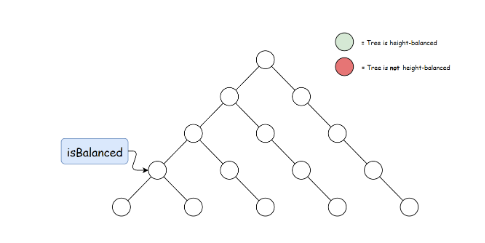 = Tree is height-balanced
= Tree is not height-balanced
isBalanced